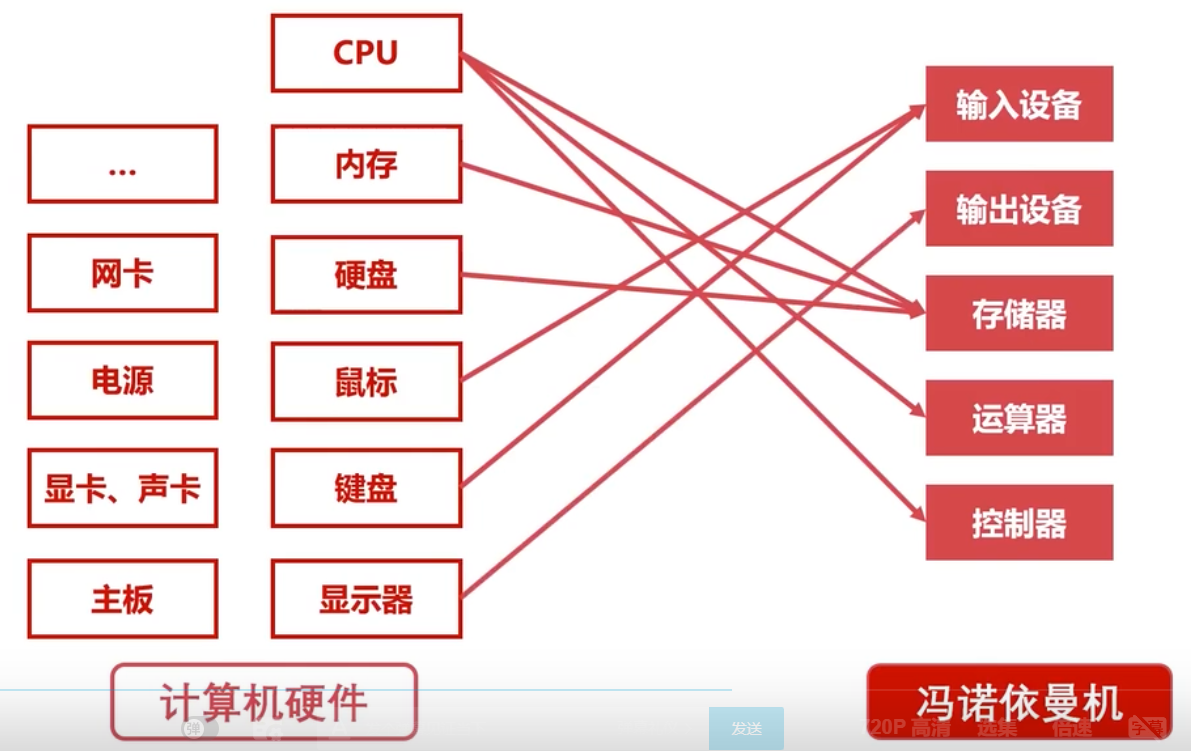 CPU
...
内存
网卡
硬盘
电源
鼠标
显卡、声卡
键盘
主板
显示器
输入设备
输出设备
存储器
运算器
控制器
计算机硬件
冯诺依曼机
弹
发送
720P 高清
选集
倍速
字幕